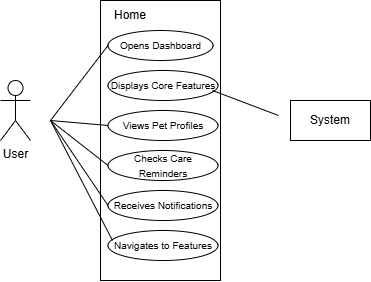 Home
Opens Dashboard
Displays Core Features
Views Pet Profiles
Checks Care
Reminders
Receives Notifications
Navigates to Features
User
System